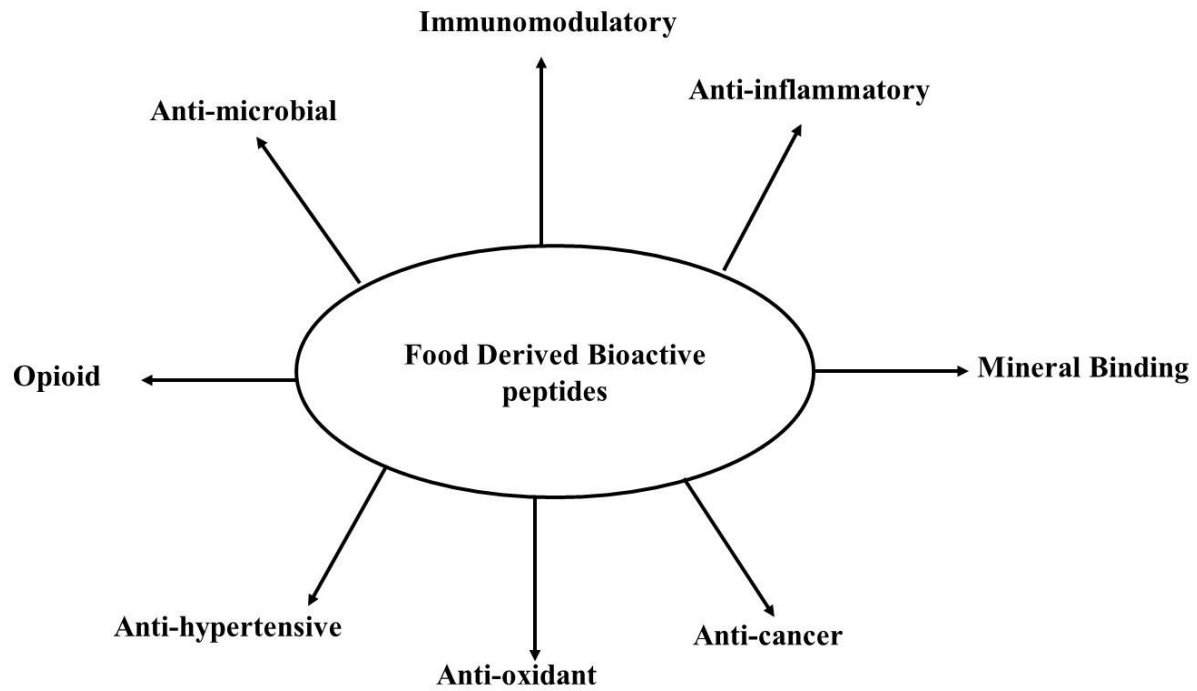 Immunomodulatory
Anti-inflammatory
Anti-microbial
Food Derived Bioactive
peptides
Opioid
Mineral Binding
Anti-hypertensive
Anti-cancer
Anti-oxidant